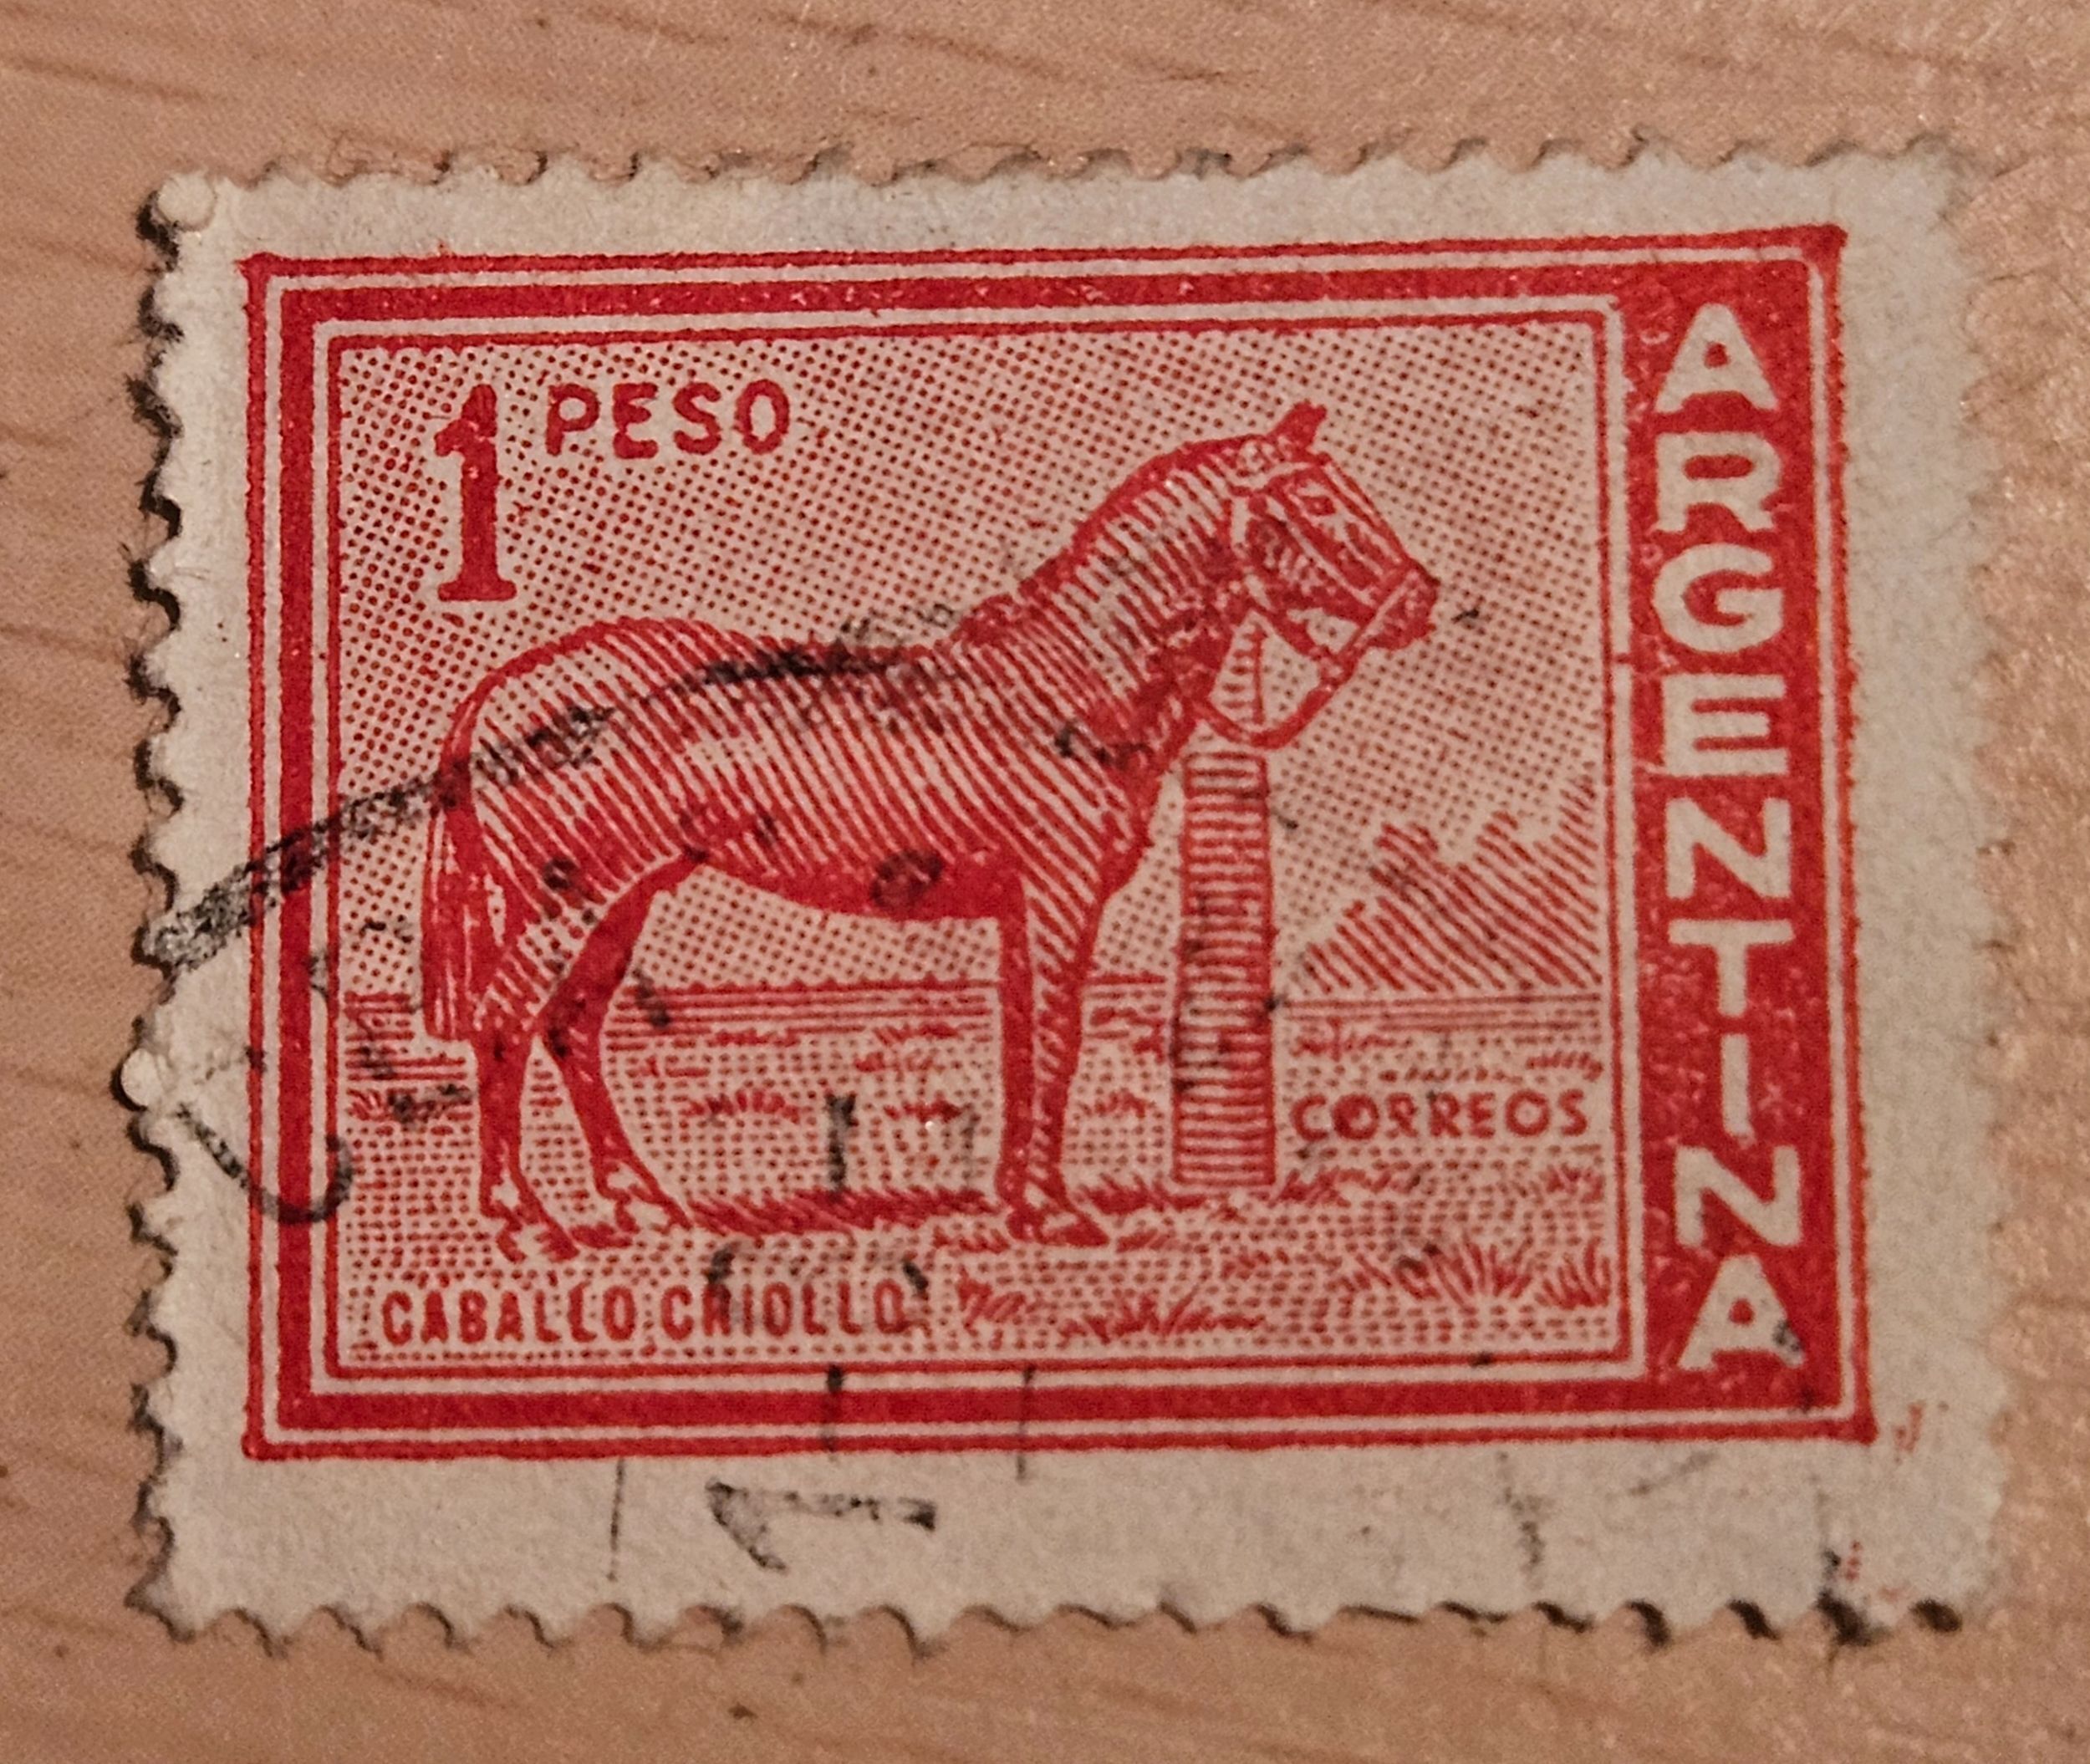 1 PESO
ARGENTINA
CORREOS
CABALLO CRIOLLO